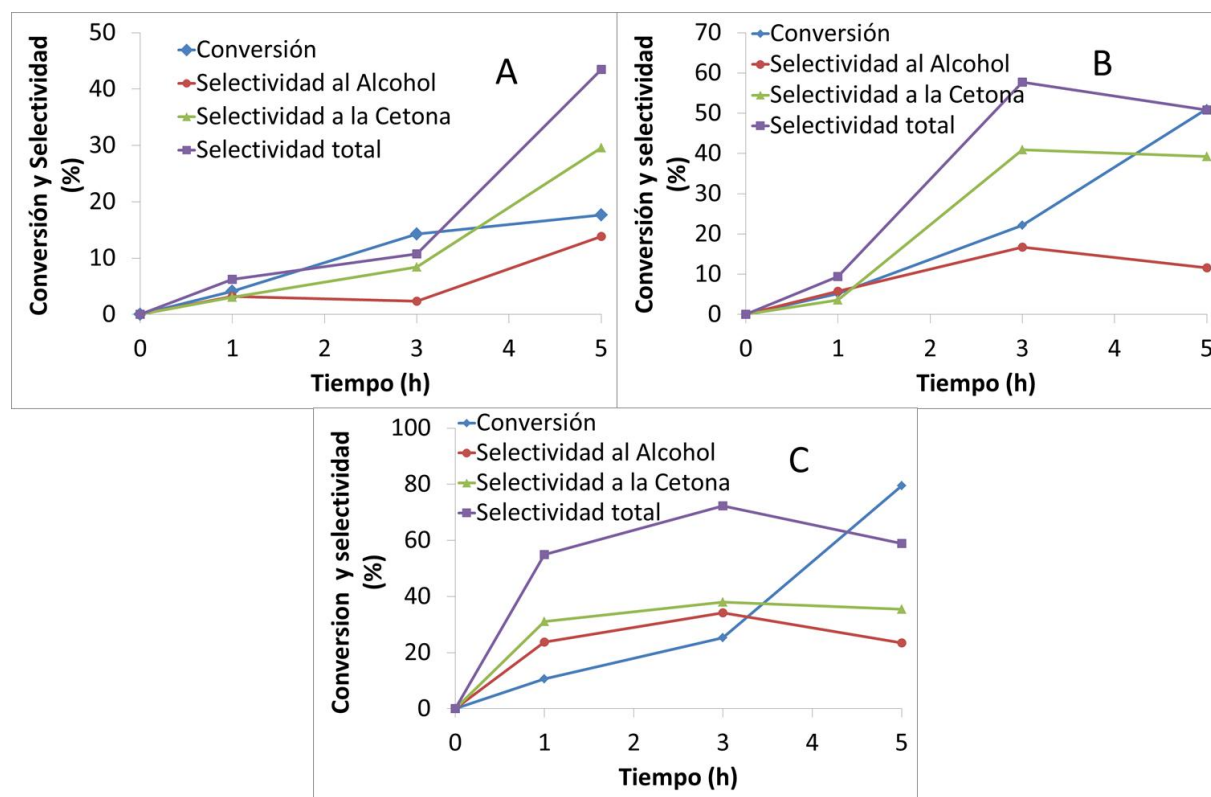 Conversión y Selectividad
(%)
50
40
30
20
10
0
Conversión
Selectividad al Alcohol
Selectividad a la Cetona
Selectividad total
A
0 1 2 3 4 5
Tiempo (h)
Conversión y selectividad
(%)
70
60
50
40
30
20
10
0
Conversión
Selectividad al Alcohol
Selectividad a la Cetona
Selectividad total
B
0 1 2 3 4 5
Tiempo (h)
Conversion y selectividad
(%)
100
80
60
40
20
0
Conversión
Selectividad al Alcohol
Selectividad a la Cetona
Selectividad total
C
0 1 2 3 4 5
Tiempo (h)